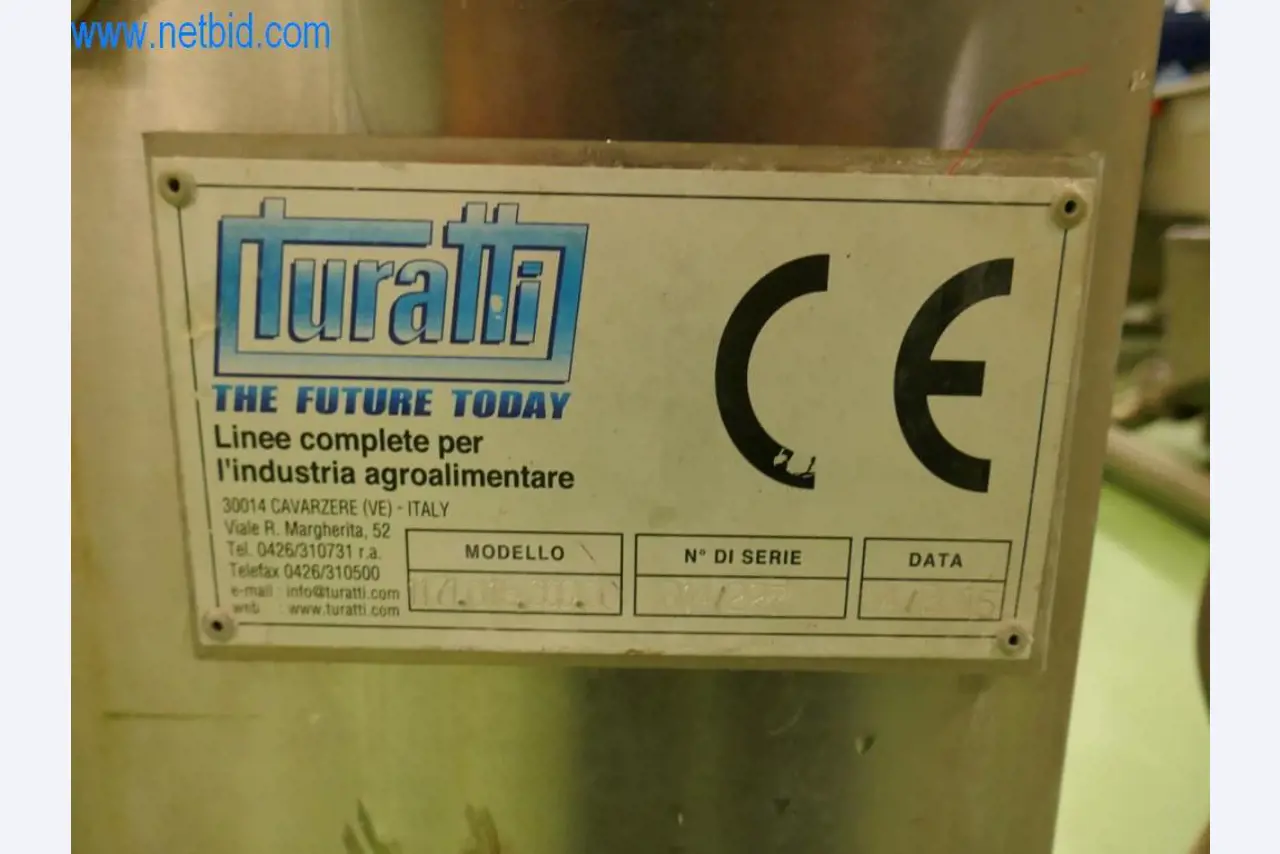 www.netbid.com
turatti
THE FUTURE TODAY
Linee complete per
l'industria agroalimentare
30014 CAVARZERE (VE) - ITALY
Viale R. Margherita, 52
Tel. 0426/310731 r.a.
Telefax 0426/310500
e-mail info@turatti.com
web www.turatti.com
MODELLO
N° DI SERIE
DATA
CE